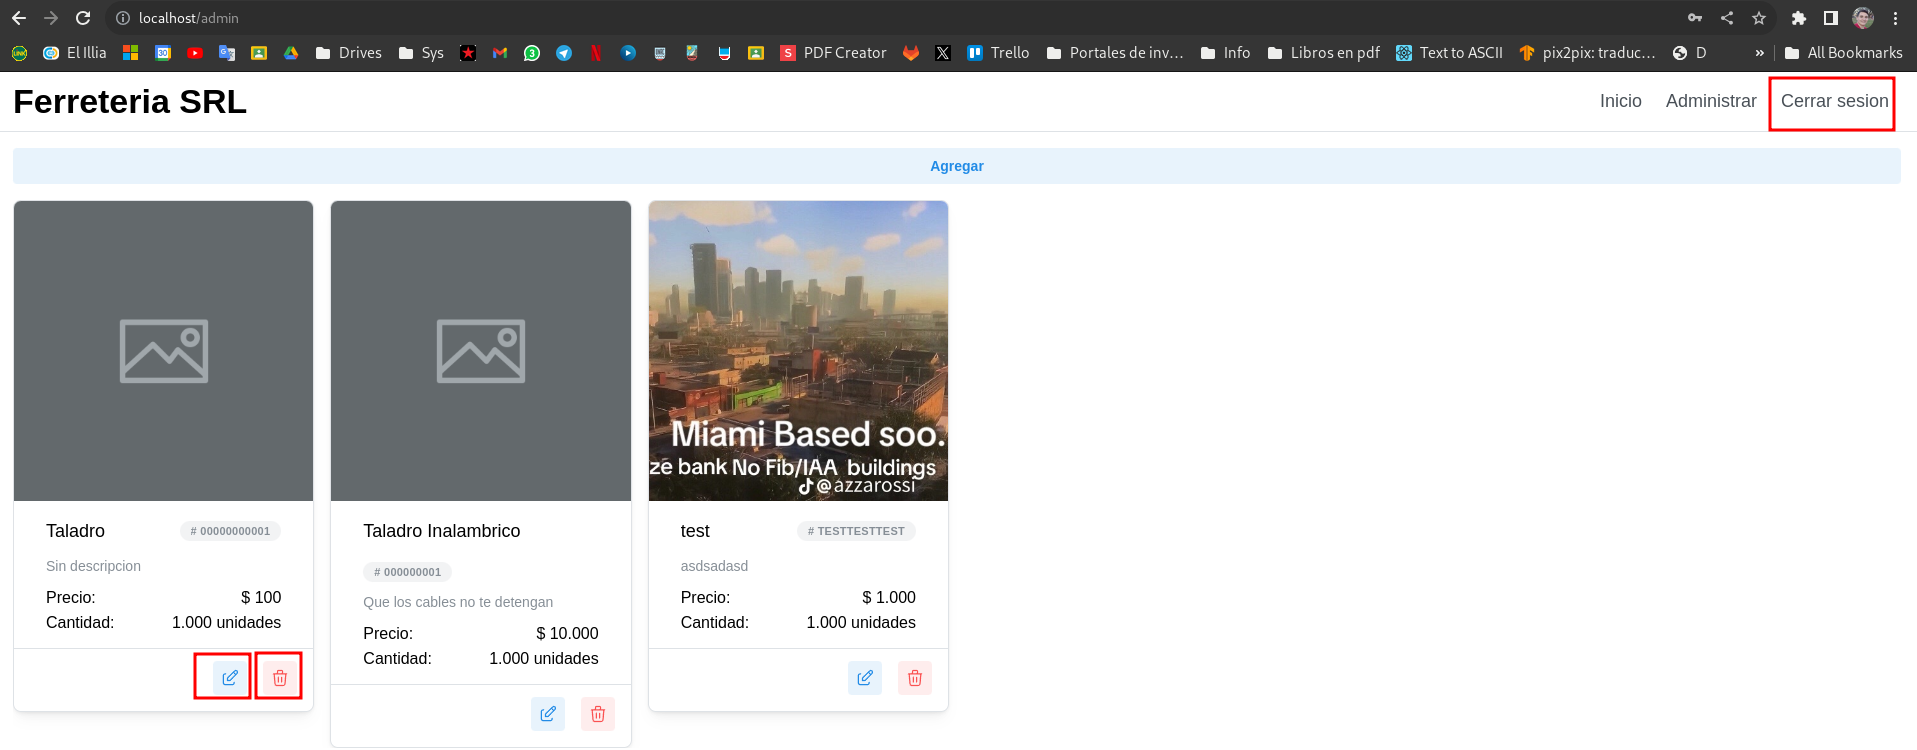 localhost/admin
El Illia
Drives
Sys
PDF Creator
Trello
Portales de inv...
Info
Libros en pdf
Text to ASCII
pix2pix: traduc...
D
»
All Bookmarks
Ferreteria SRL
Inicio
Administrar
Cerrar sesion
Agregar
Taladro
# 00000000001
Sin descripcion
Precio: $ 100
Cantidad: 1.000 unidades
Taladro Inalambrico
# 000000001
Que los cables no te detengan
Precio: $ 10.000
Cantidad: 1.000 unidades
Miami Based soo.
ze bank No Fib/IAA buildings
@azzarossi
test
# TESTTESTTEST
asdsadasd
Precio: $ 1.000
Cantidad: 1.000 unidades